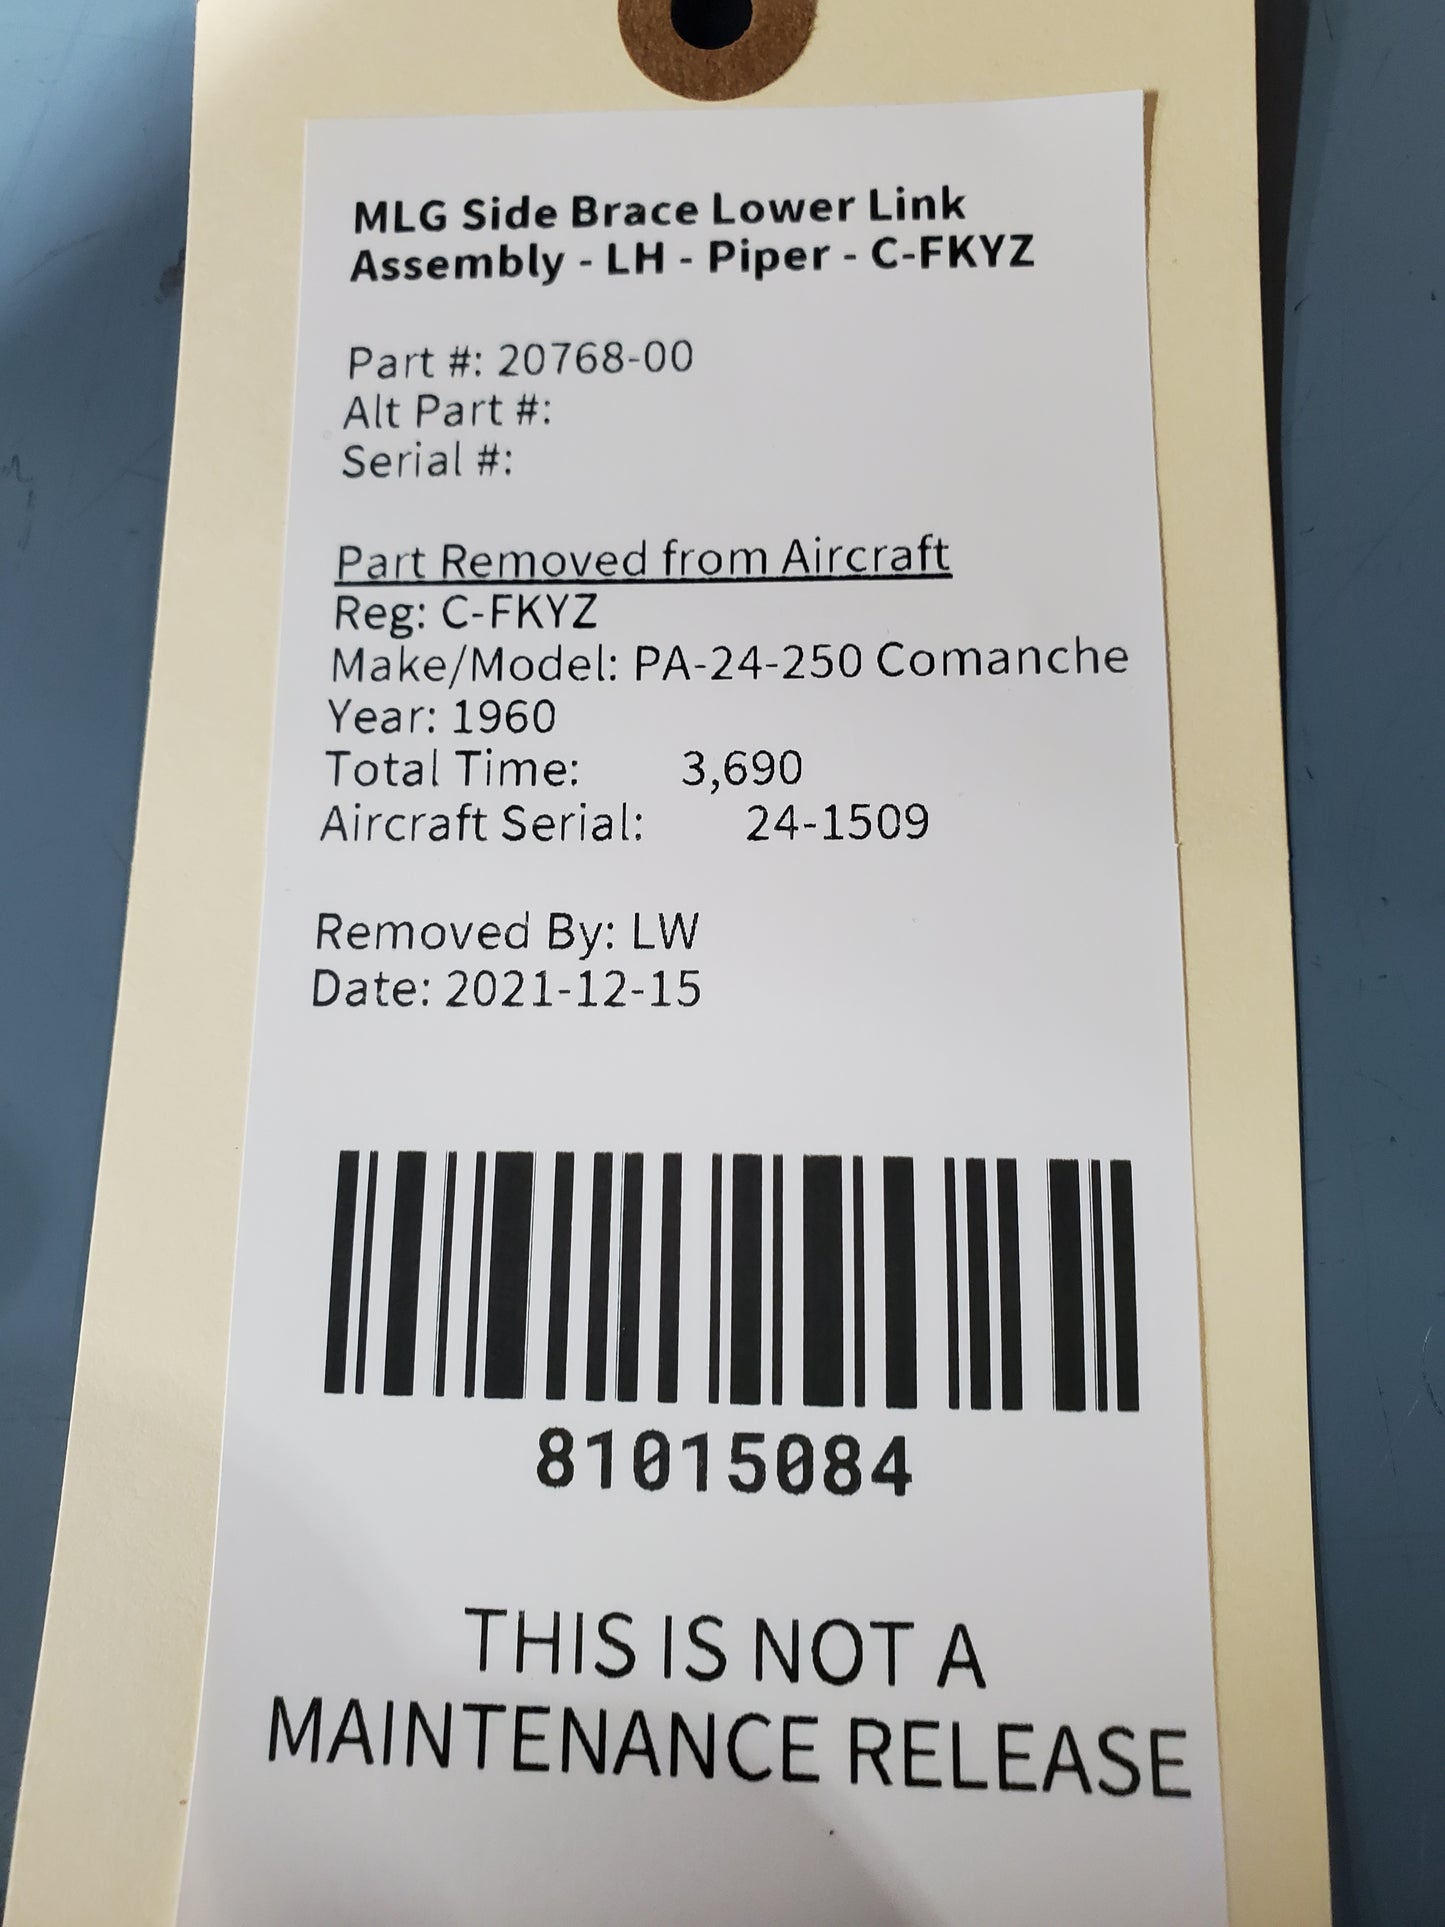 MLG Side Brace Lower Link
Assembly - LH - Piper - C-FKYZ
Part #: 20768-00
Alt Part #:
Serial #:
Part Removed from Aircraft
Reg: C-FKYZ
Make/Model: PA-24-250 Comanche
Year: 1960
Total Time: 3,690
Aircraft Serial: 24-1509
Removed By: LW
Date: 2021-12-15
81015084
THIS IS NOT A
MAINTENANCE RELEASE